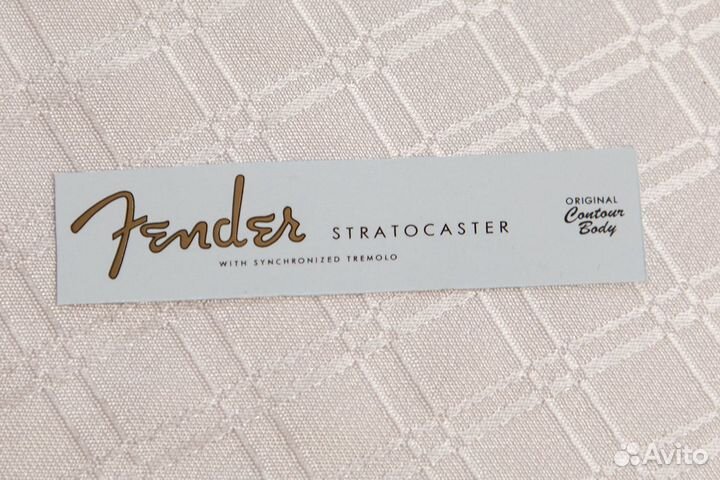 Fender STRATOCASTER
WITH SYNCHRONIZED TREMOLO
ORIGINAL
Contour
Body
Avito